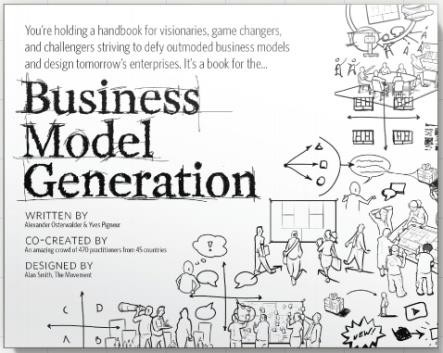 You're holding a handbook for visionaries, game changers,
and challengers striving to defy outmoded business models
and design tomorrow's enterprises. It's a book for the...
Business
Model
Generation
WRITTEN BY
Alexander Osterwalder & Yves Pigneur
CO-CREATED BY
An amazing crowd of 470 practitioners from 45 countries
DESIGNED BY
Alan Smith, The Movement
C D
A B
NEW!